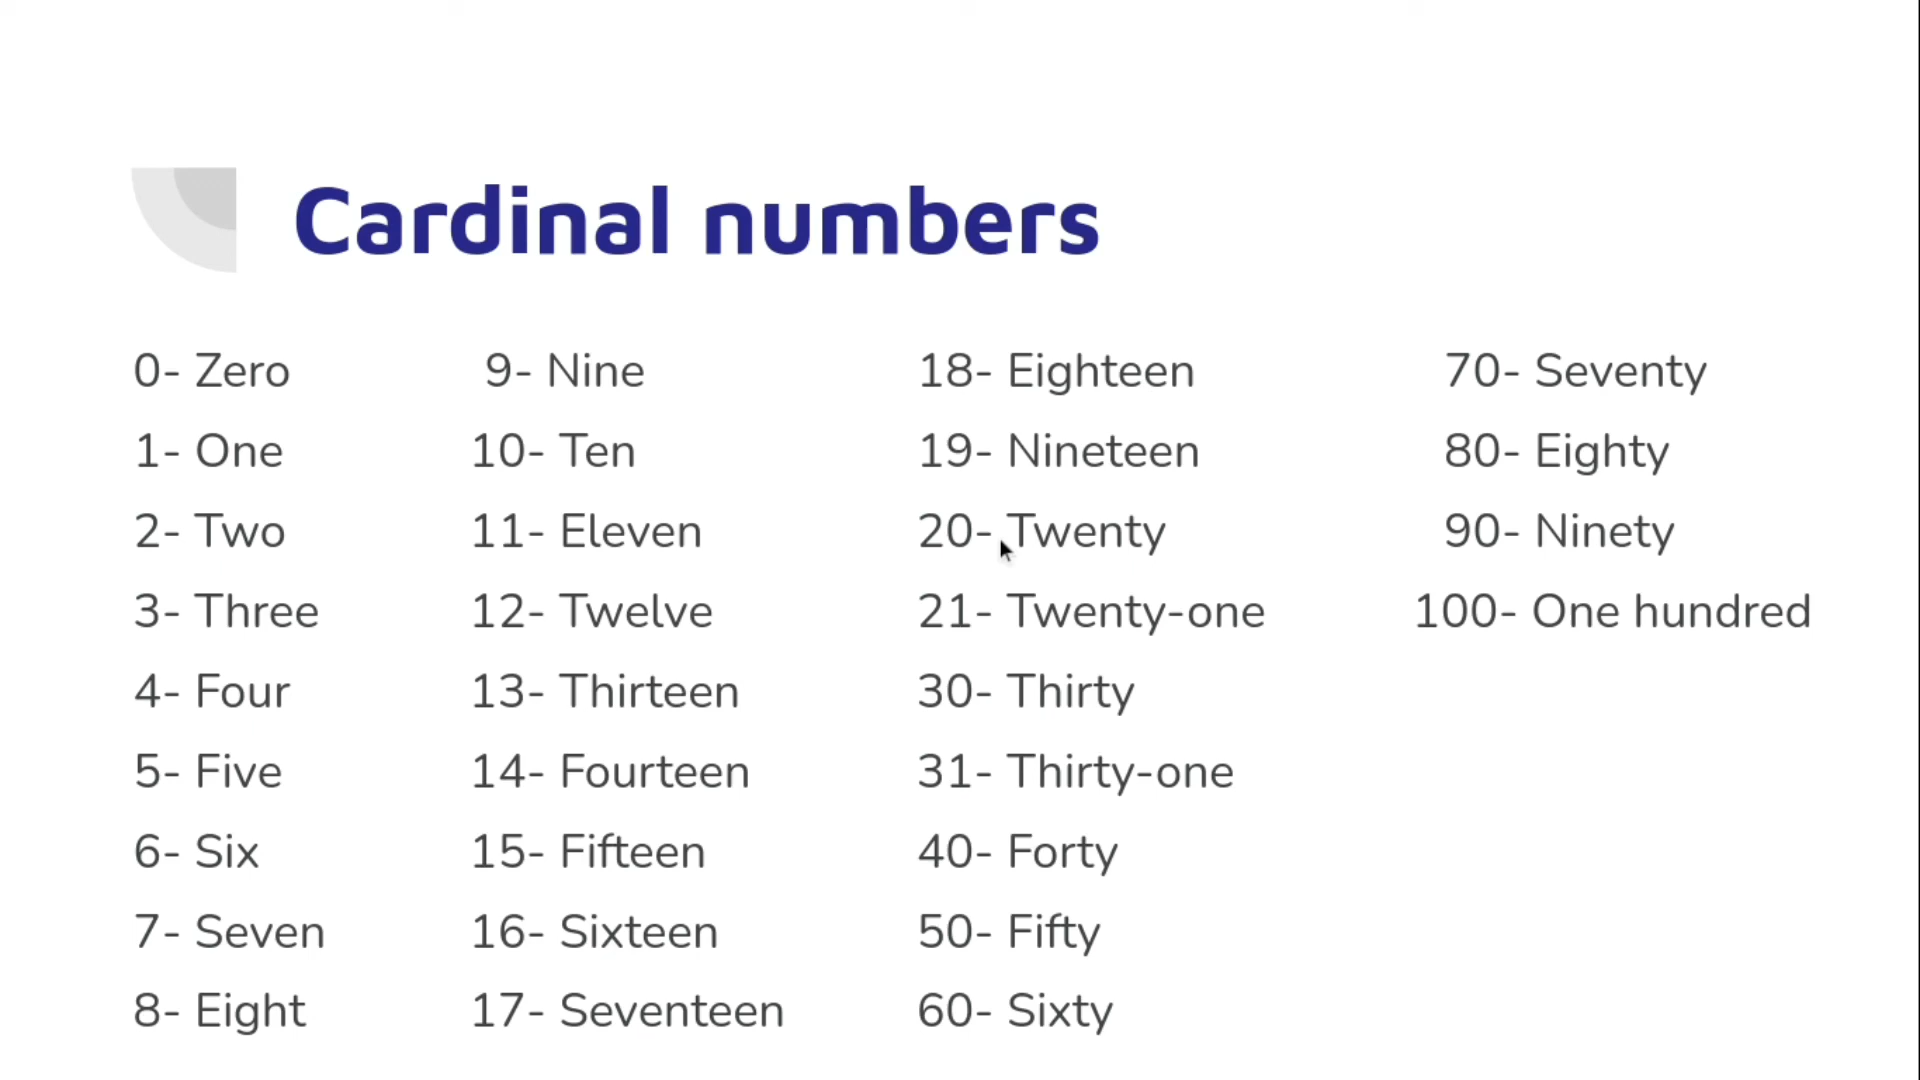 Cardinal numbers
0- Zero
1- One
2- Two
3- Three
4- Four
5- Five
6- Six
7- Seven
8- Eight
9- Nine
10- Ten
11- Eleven
12- Twelve
13- Thirteen
14- Fourteen
15- Fifteen
16- Sixteen
17- Seventeen
18- Eighteen
19- Nineteen
20- Twenty
21- Twenty-one
30- Thirty
31- Thirty-one
40- Forty
50- Fifty
60- Sixty
70- Seventy
80- Eighty
90- Ninety
100- One hundred